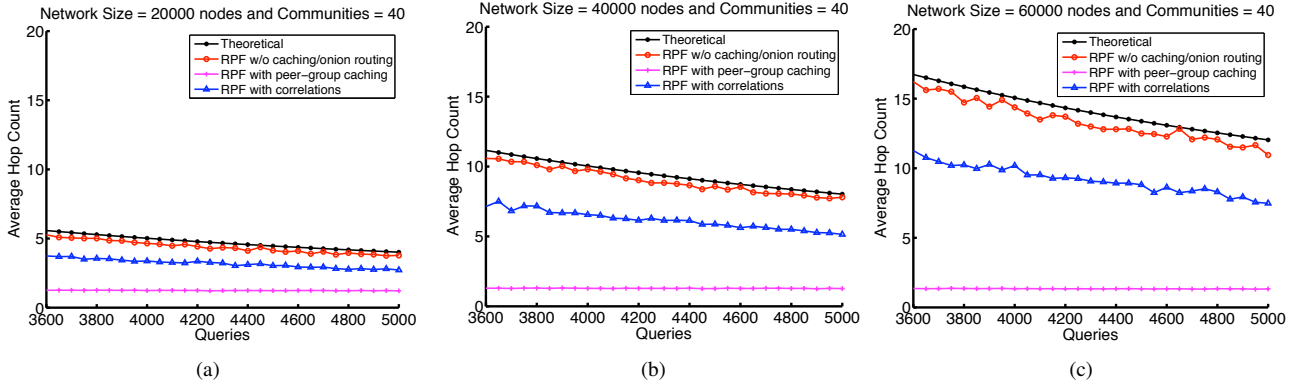 Network Size = 20000 nodes and Communities = 40
20
15
10
5
0
Average Hop Count
Theoretical
RPF w/o caching/onion routing
RPF with peer-group caching
RPF with correlations
3600 3800 4000 4200 4400 4600 4800 5000
Queries
(a)
Network Size = 40000 nodes and Communities = 40
20
15
10
5
0
Average Hop Count
Theoretical
RPF w/o caching/onion routing
RPF with peer-group caching
RPF with correlations
3600 3800 4000 4200 4400 4600 4800 5000
Queries
(b)
Network Size = 60000 nodes and Communities = 40
20
15
10
5
0
Average Hop Count
Theoretical
RPF w/o caching/onion routing
RPF with peer-group caching
RPF with correlations
3600 3800 4000 4200 4400 4600 4800 5000
Queries
(c)